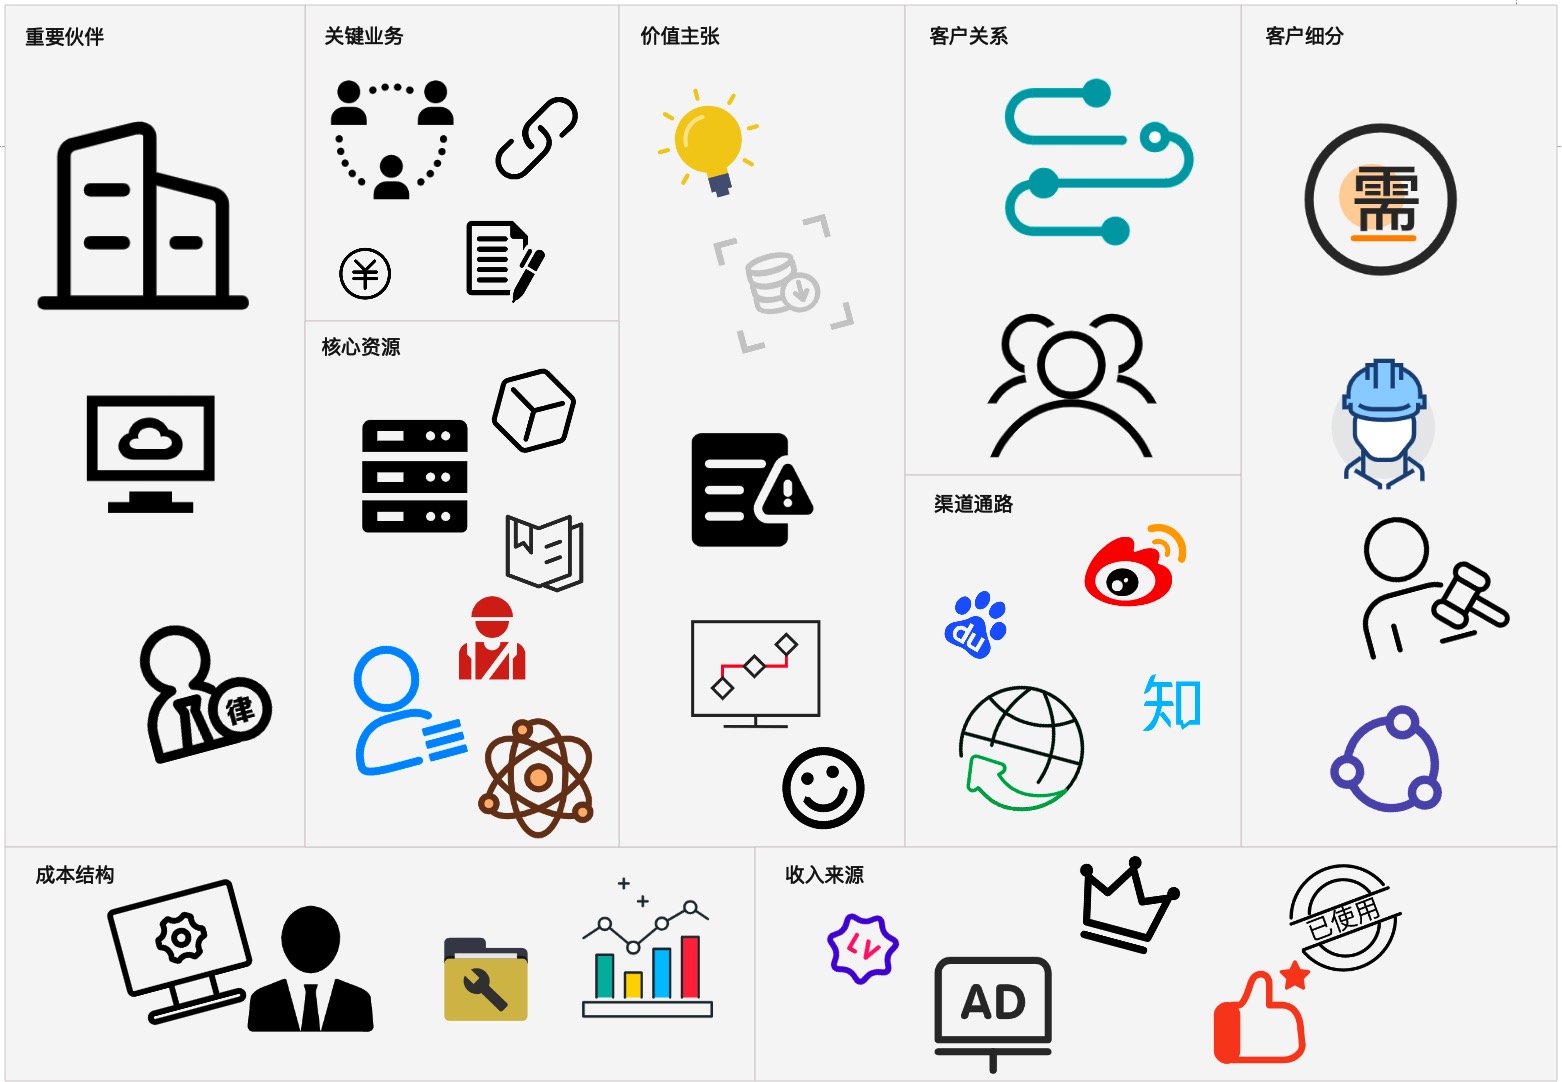 重要伙伴
关键业务
价值主张
客户关系
客户细分
¥
需
核心资源
渠道通路
du
知
律
成本结构
收入来源
LV
AD
已使用